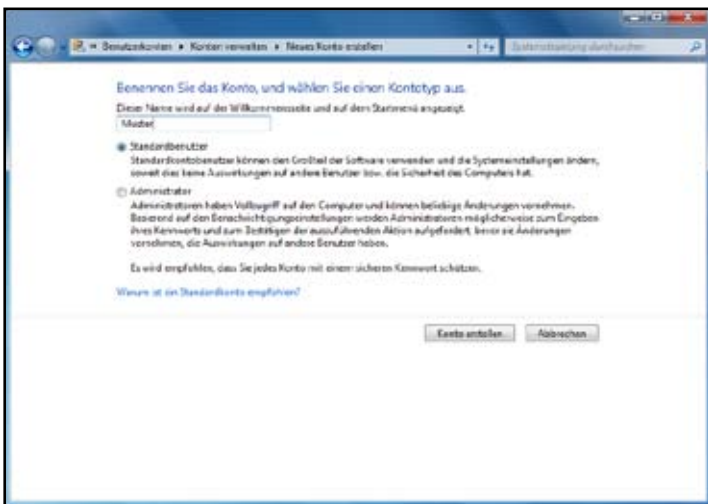 « Benutzerkonten ▸ Konten verwalten ▸ Neues Konto erstellen
Systemsteuerung durchsuchen
Benennen Sie das Konto, und wählen Sie einen Kontotyp aus.
Dieser Name wird auf der Willkommensseite und auf dem Startmenü angezeigt.
Muster
Standardbenutzer
Standardkontobenutzer können den Großteil der Software verwenden und die Systemeinstellungen ändern,
soweit dies keine Auswirkungen auf andere Benutzer bzw. die Sicherheit des Computers hat.
Administrator
Administratoren haben Vollzugriff auf den Computer und können beliebige Änderungen vornehmen.
Basierend auf den Benachrichtigungseinstellungen werden Administratoren möglicherweise zum Eingeben
ihres Kennworts und zum Bestätigen der auszuführenden Aktion aufgefordert, bevor sie Änderungen
vornehmen, die Auswirkungen auf andere Benutzer haben.
Es wird empfohlen, dass Sie jedes Konto mit einem sicheren Kennwort schützen.
Warum ist ein Standardkonto empfohlen?
Konto erstellen
Abbrechen